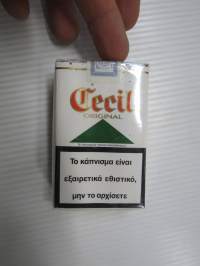 Cecil
ORIGINAL
Το κάπνισμα είναι
εξαιρετικά εθιστικό,
μην το αρχίσετε